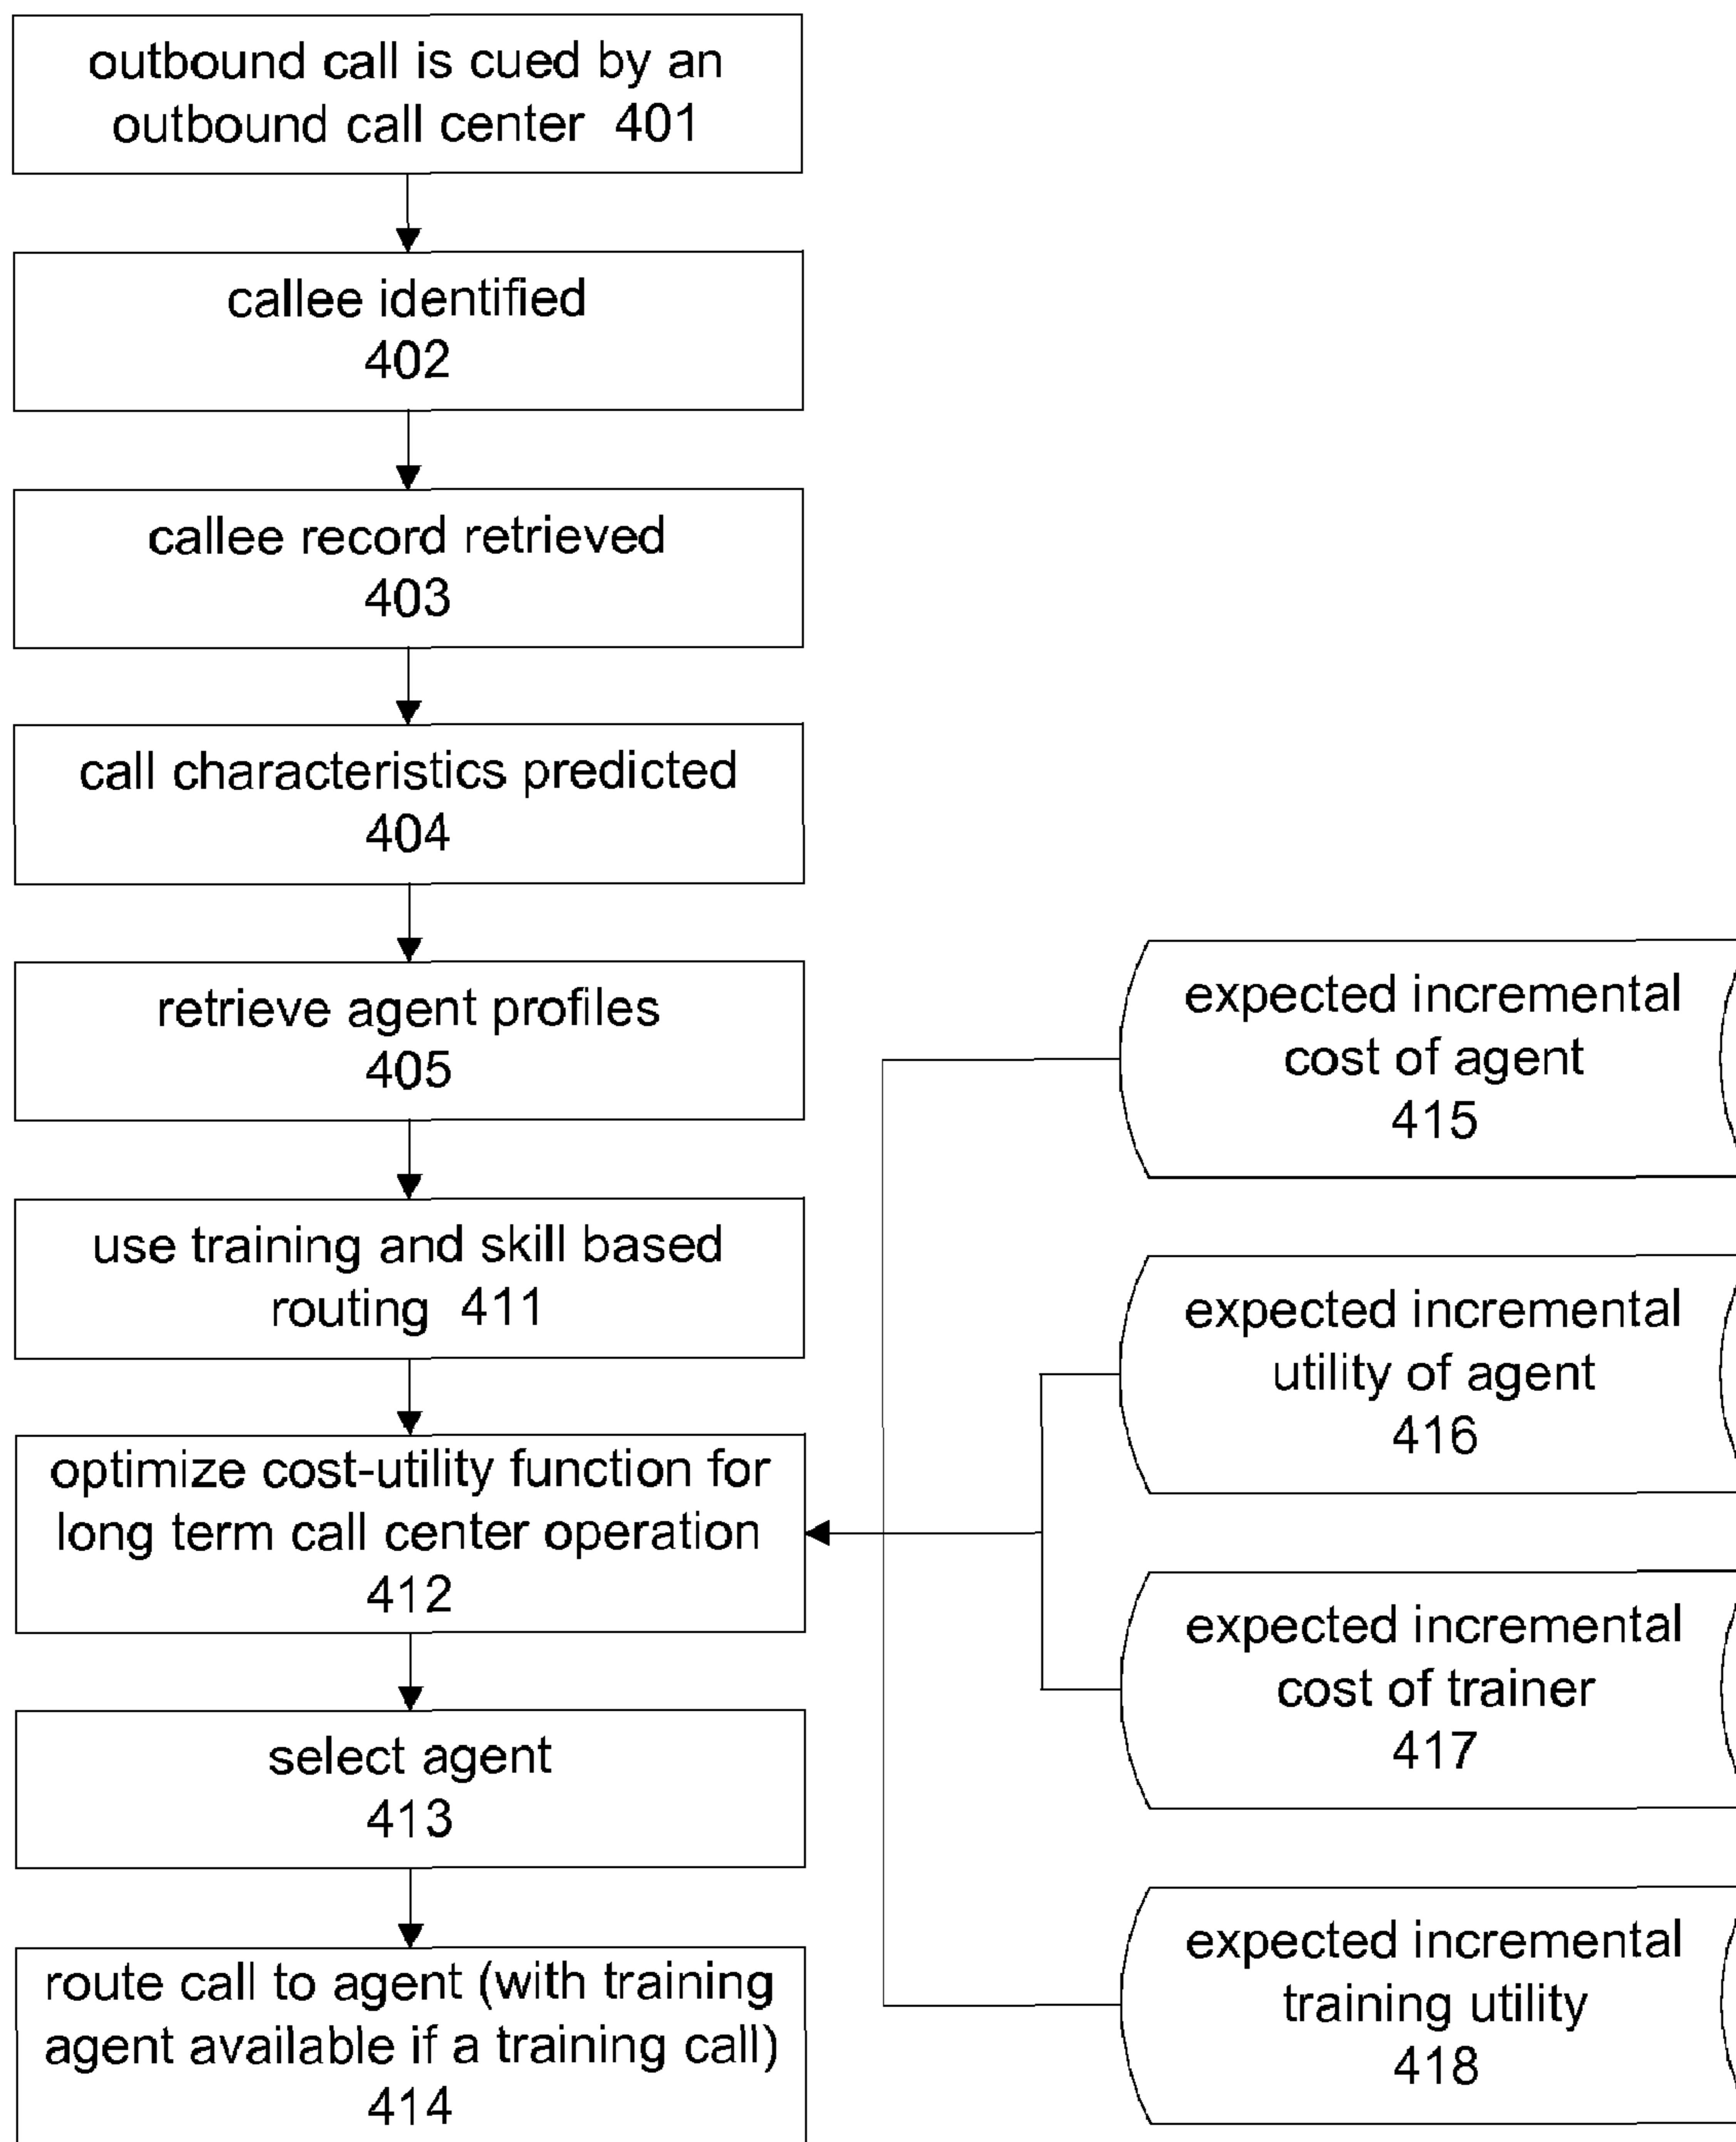 outbound call is cued by an
outbound call center 401
callee identified
402
callee record retrieved
403
call characteristics predicted
404
retrieve agent profiles
405
use training and skill based
routing 411
optimize cost-utility function for
long term call center operation
412
select agent
413
route call to agent (with training
agent available if a training call)
414
expected incremental
cost of agent
415
expected incremental
utility of agent
416
expected incremental
cost of trainer
417
expected incremental
training utility
418